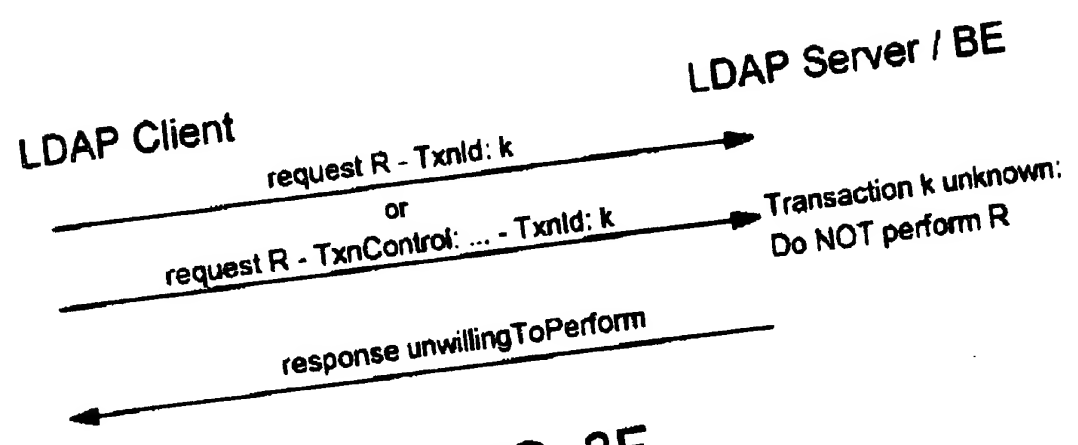 LDAP Server / BE
LDAP Client
request R - TxnId: k
or
request R - TxnControl: ... - TxnId: k
Transaction k unknown:
Do NOT perform R
response unwillingToPerform